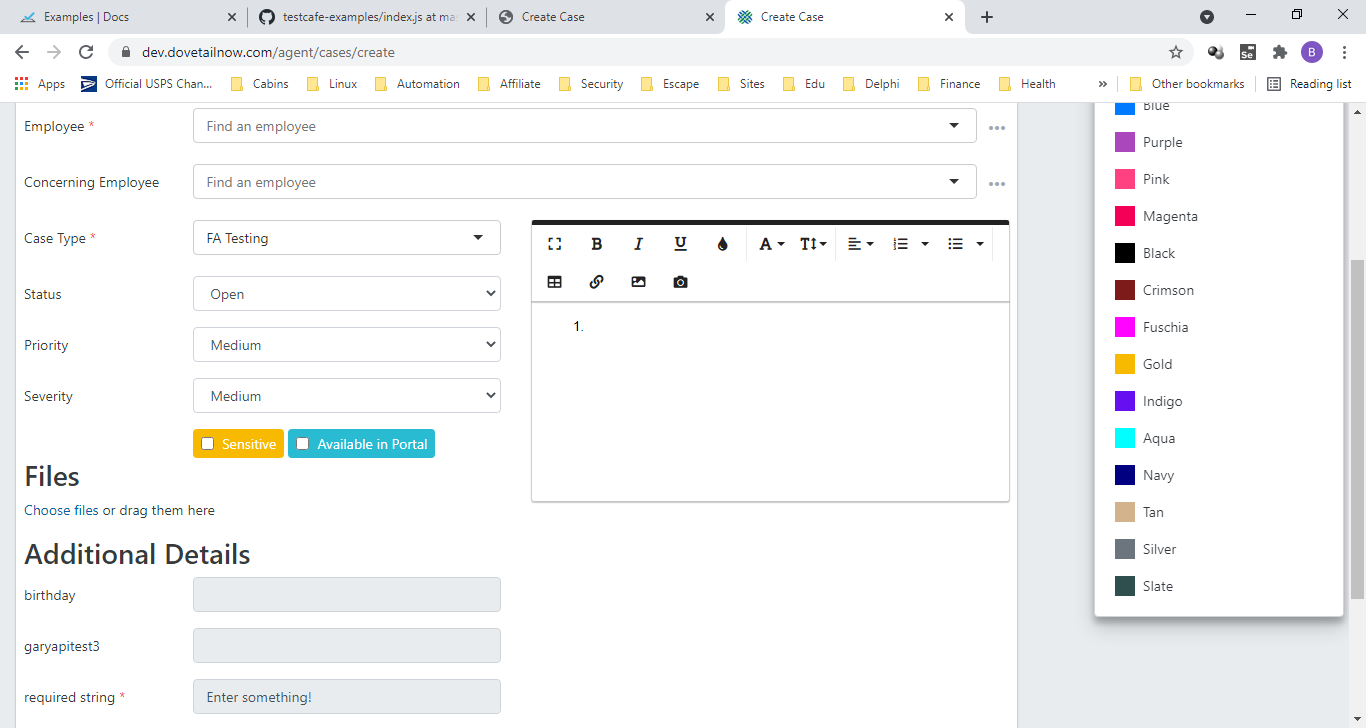 Examples | Docs
testcafe-examples/index.js at ma
Create Case
Create Case
dev.dovetailnow.com/agent/cases/create
B
Apps
Official USPS Chan...
Cabins
Linux
Automation
Affiliate
Security
Escape
Sites
Edu
Delphi
Finance
Health
»
Other bookmarks
Reading list
Employee *
Find an employee
Concerning Employee
Find an employee
Case Type *
FA Testing
Status
Open
Priority
Medium
Severity
Medium
Sensitive
Available in Portal
B I U A T
1.
Files
Choose files or drag them here
Additional Details
birthday
garyapitest3
required string *
Enter something!
Blue
Purple
Pink
Magenta
Black
Crimson
Fuschia
Gold
Indigo
Aqua
Navy
Tan
Silver
Slate